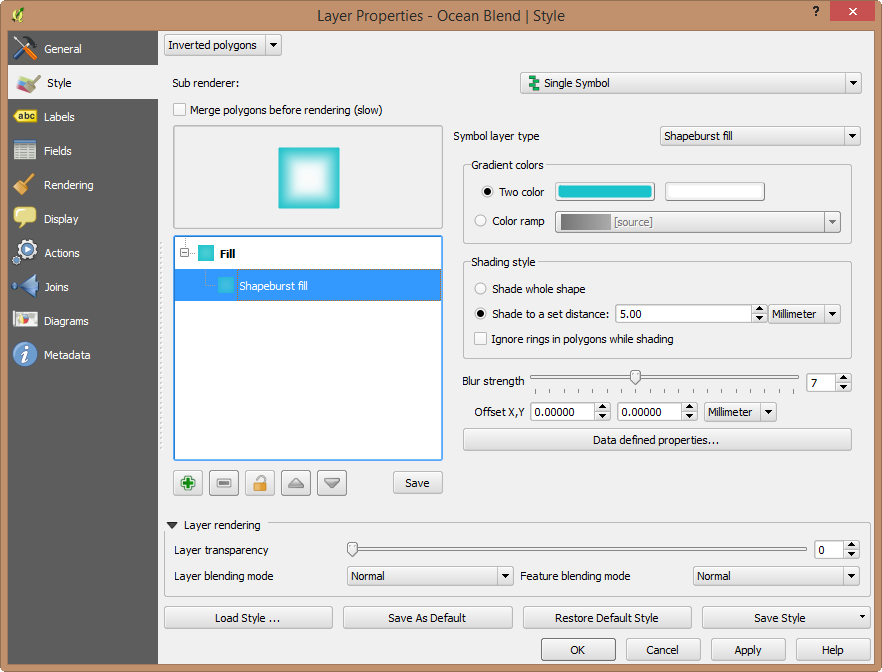 Layer Properties - Ocean Blend | Style
?
General
Style
abc Labels
Fields
Rendering
Display
Actions
Joins
Diagrams
i Metadata
Inverted polygons
Sub renderer:
Single Symbol
Merge polygons before rendering (slow)
Fill
Shapeburst fill
Save
Symbol layer type
Shapeburst fill
Gradient colors
Two color
Color ramp
[source]
Shading style
Shade whole shape
Shade to a set distance: 5.00 Millimeter
Ignore rings in polygons while shading
Blur strength 7
Offset X,Y 0.00000 0.00000 Millimeter
Data defined properties...
Layer rendering
Layer transparency 0
Layer blending mode Normal Feature blending mode Normal
Load Style ... Save As Default Restore Default Style Save Style
OK Cancel Apply Help